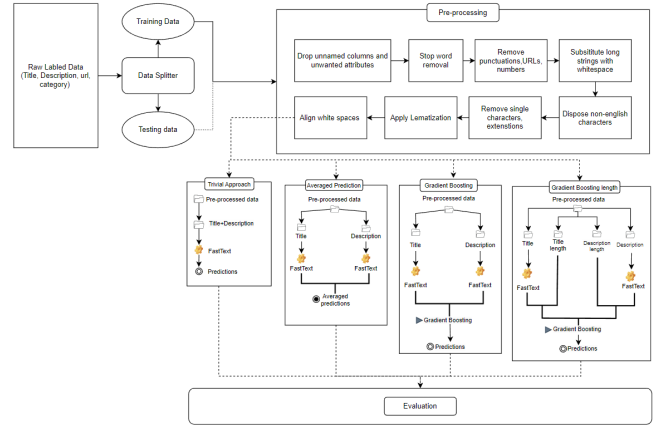 Raw Labled Data
(Title, Description, url,
category)
Training Data
Data Splitter
Testing data
Pre-processing
Drop unnamed columns and
unwanted attributes
Stop word
removal
Remove
punctuations,URLs,
numbers
Subsititute long
strings with
whitespace
Align white spaces
Apply Lematization
Remove single
characters,
extenstions
Dispose non-english
characters
Trivial Approach
Pre-processed data
Title+Description
FastText
Predictions
Averaged Prediction
Pre-processed data
Title
Description
FastText
FastText
Averaged
predictions
Gradient Boosting
Pre-processed data
Title
Description
FastText
FastText
Gradient Boosting
Predictions
Gradient Boosting length
Pre-processed data
Title
Title
length
Description
length
Description
FastText
FastText
Gradient Boosting
Predictions
Evaluation